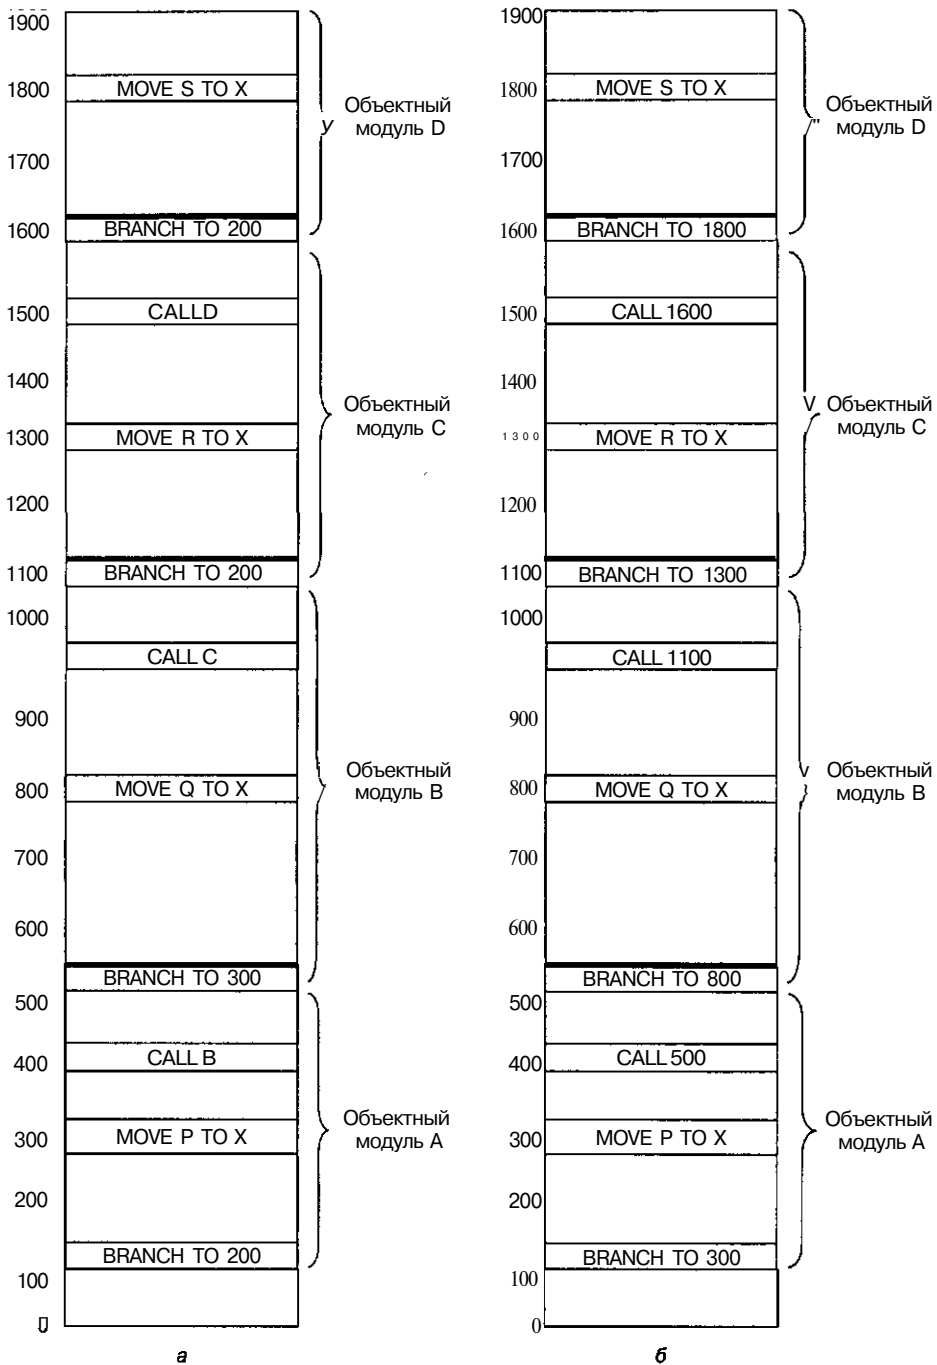 1900
MOVE S TO X
1800
1700
Объектный
модуль D
1600
BRANCH TO 200
CALLD
1500
1400
Объектный
модуль C
1300
MOVE R TO X
1200
1100
BRANCH TO 200
1000
CALL C
900
Объектный
модуль B
800
MOVE Q TO X
700
600
BRANCH TO 300
500
CALL B
400
Объектный
модуль A
300
MOVE P TO X
200
BRANCH TO 200
100
0
а
1900
MOVE S TO X
1800
1700
Объектный
модуль D
1600
BRANCH TO 1800
CALL 1600
1500
1400
Объектный
модуль C
1300
MOVE R TO X
1200
1100
BRANCH TO 1300
1000
CALL 1100
900
Объектный
модуль B
800
MOVE Q TO X
700
600
BRANCH TO 800
500
CALL 500
400
Объектный
модуль A
300
MOVE P TO X
200
BRANCH TO 300
100
0
б